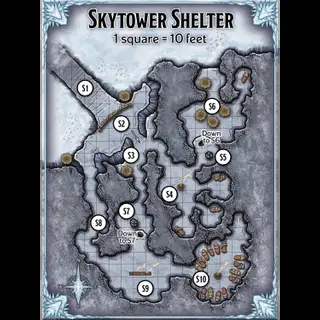 SKYTOWER SHELTER
1 square = 10 feet
S1
S2
S6
Down
to S6
S3
S5
S4
S7
S8
Down
to S7
S10
S9